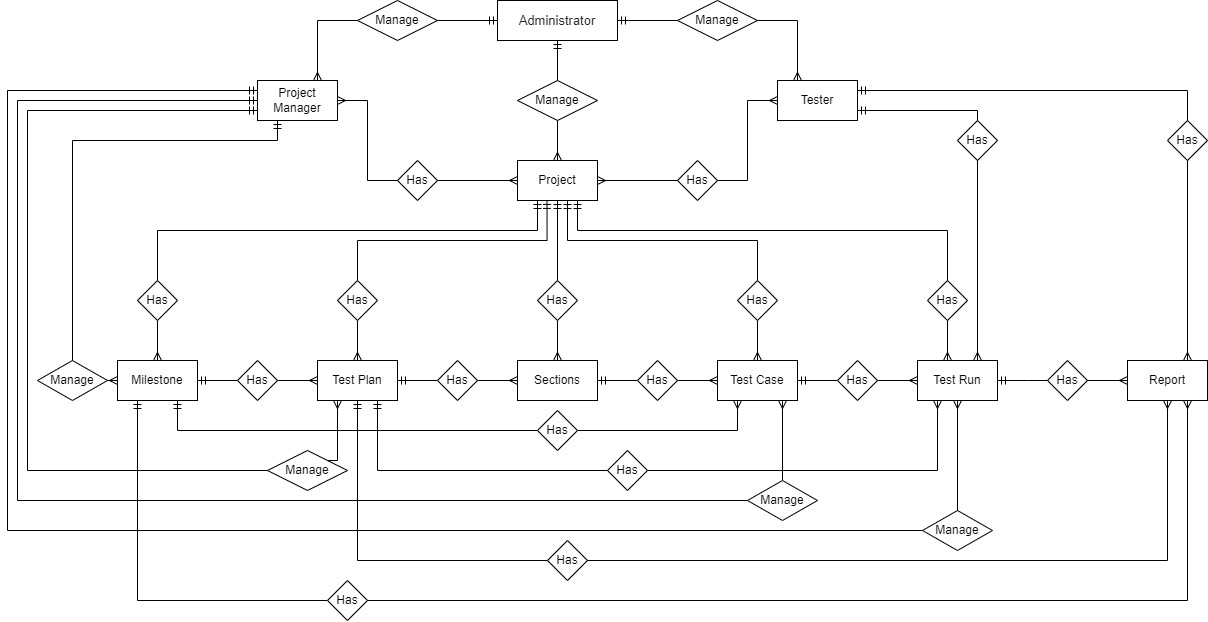 Manage
Administrator
Manage
Project
Manager
Manage
Tester
Has
Has
Has
Project
Has
Has
Has
Has
Has
Has
Manage
Milestone
Has
Test Plan
Has
Sections
Has
Test Case
Has
Test Run
Has
Report
Has
Manage
Has
Manage
Manage
Has
Has